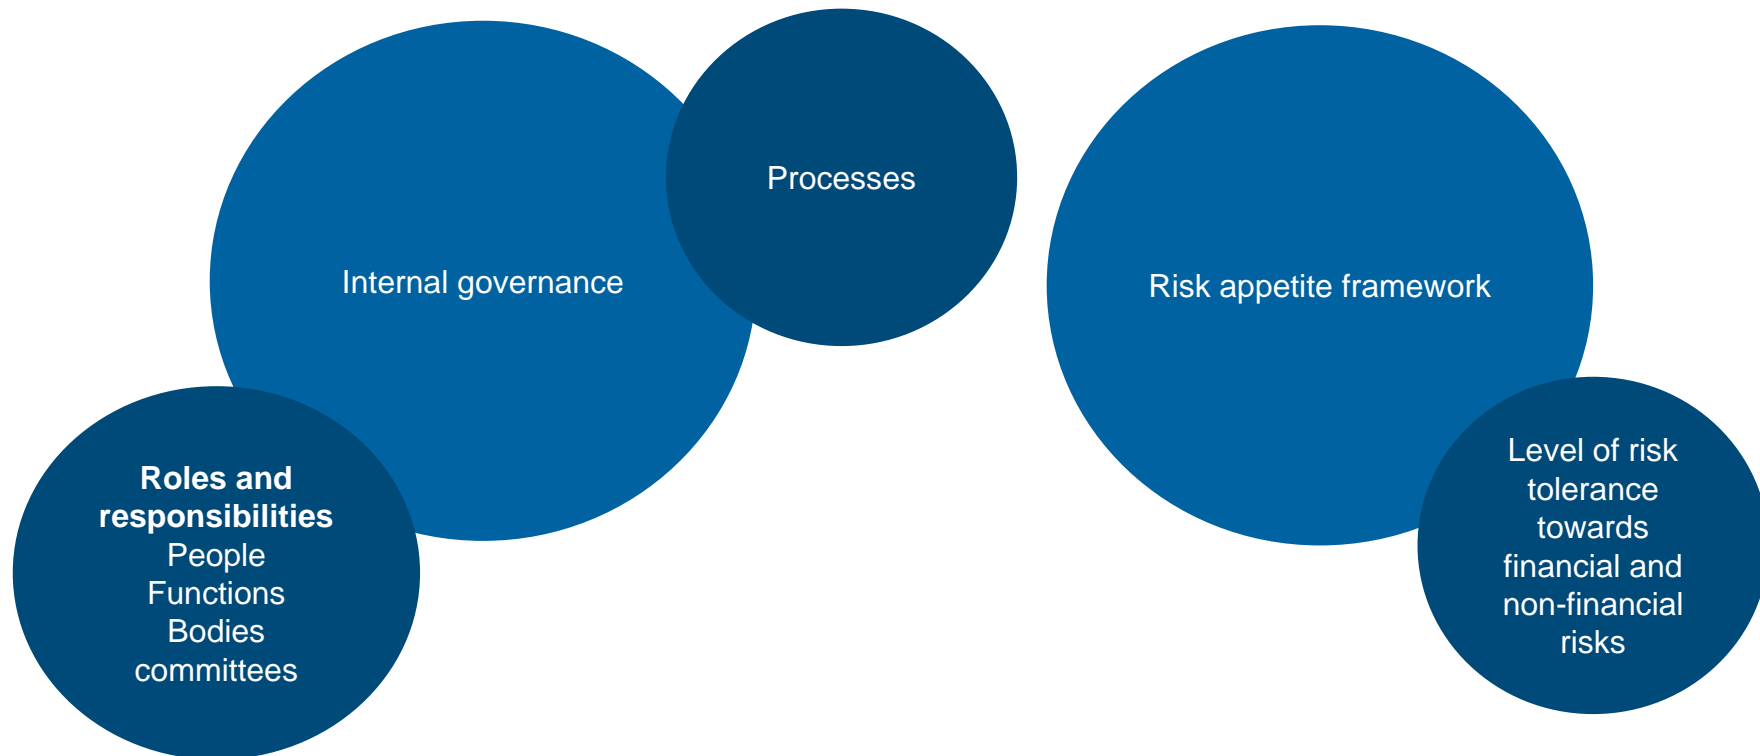 Processes
Internal governance
Risk appetite framework
Roles and
responsibilities
People
Functions
Bodies
committees
Level of risk
tolerance
towards
financial and
non-financial
risks